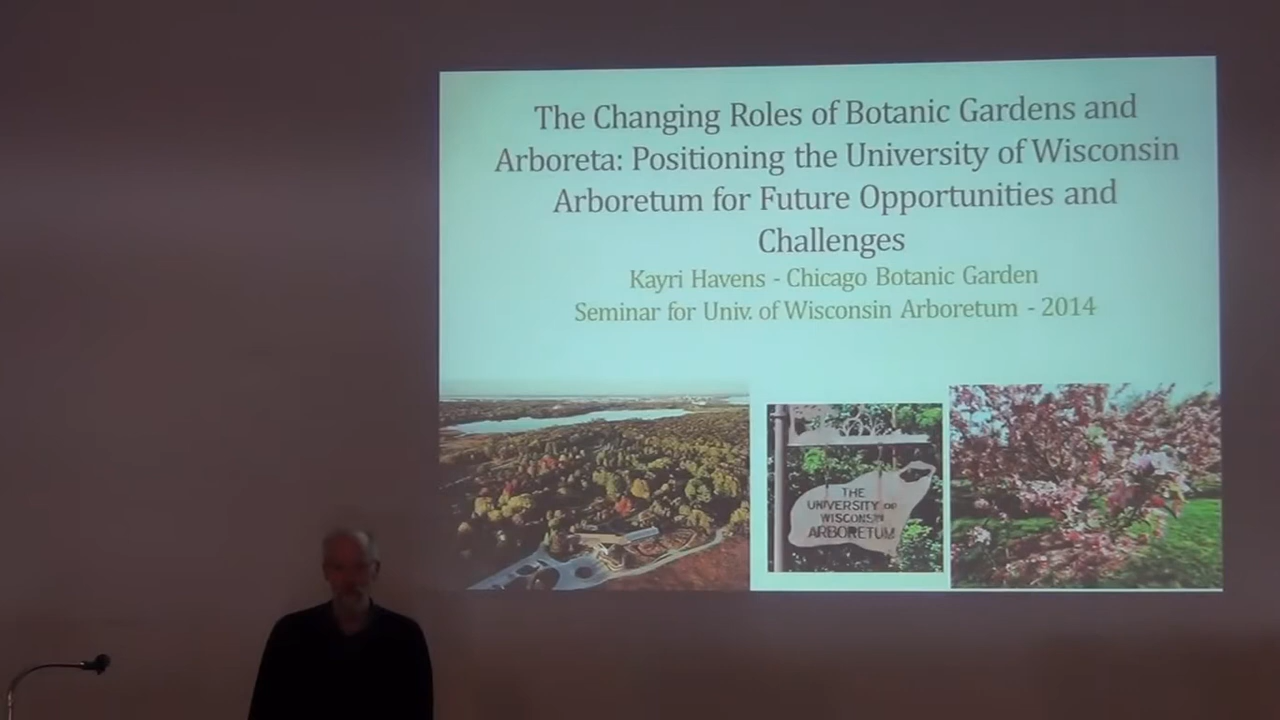 The Changing Roles of Botanic Gardens and
Arboreta: Positioning the University of Wisconsin
Arboretum for Future Opportunities and
Challenges
Kayri Havens - Chicago Botanic Garden
Seminar for Univ. of Wisconsin Arboretum - 2014
THE
UNIVERSITY OF
WISCONSIN
ARBORETUM